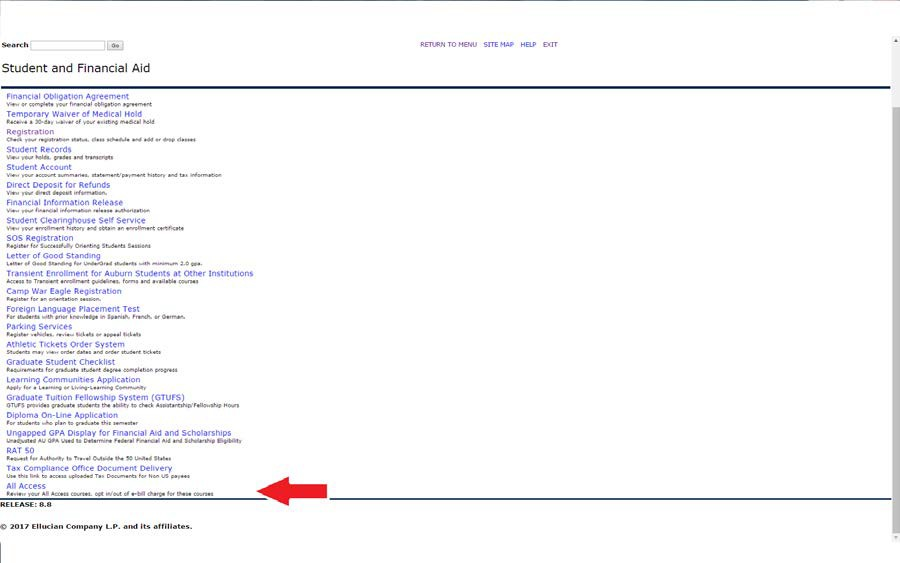 Search Go RETURN TO MENU SITE MAP HELP EXIT
Student and Financial Aid
Financial Obligation Agreement
View or complete your financial obligation agreement
Temporary Waiver of Medical Hold
Receive a 30-day waiver of your existing medical hold
Registration
Check your registration status, class schedule and add or drop classes
Student Records
View your holds, grades and transcripts
Student Account
View your account summaries, statement/payment history and tax information
Direct Deposit for Refunds
View your direct deposit information.
Financial Information Release
View your financial information release authorization
Student Clearinghouse Self Service
View your enrollment history and obtain an enrollment certificate
SOS Registration
Register for Successfully Orienting Students Sessions
Letter of Good Standing
Letter of Good Standing for UnderGrad students with minimum 2.0 gpa.
Transient Enrollment for Auburn Students at Other Institutions
Access to Transient enrollment guidelines, forms and available courses
Camp War Eagle Registration
Register for an orientation session.
Foreign Language Placement Test
For students with prior knowledge in Spanish, French, or German.
Parking Services
Register vehicles, review tickets or appeal tickets
Athletic Tickets Order System
Students may view order dates and order student tickets
Graduate Student Checklist
Requirements for graduate student degree completion progress
Learning Communities Application
Apply for a Learning or Living-Learning Community
Graduate Tuition Fellowship System (GTUFS)
GTUFS provides graduate students the ability to check Assistantship/Fellowship Hours
Diploma On-Line Application
For students who plan to graduate this semester
Ungapped GPA Display for Financial Aid and Scholarships
Unadjusted AU GPA Used to Determine Federal Financial Aid and Scholarship Eligibility
RAT 50
Request for Authority to Travel Outside the 50 United States
Tax Compliance Office Document Delivery
Use this link to access uploaded Tax Documents for Non US payees
All Access
Review your All Access courses, opt in/out of e-bill charge for these courses
RELEASE: 8.8
© 2017 Ellucian Company L.P. and its affiliates.